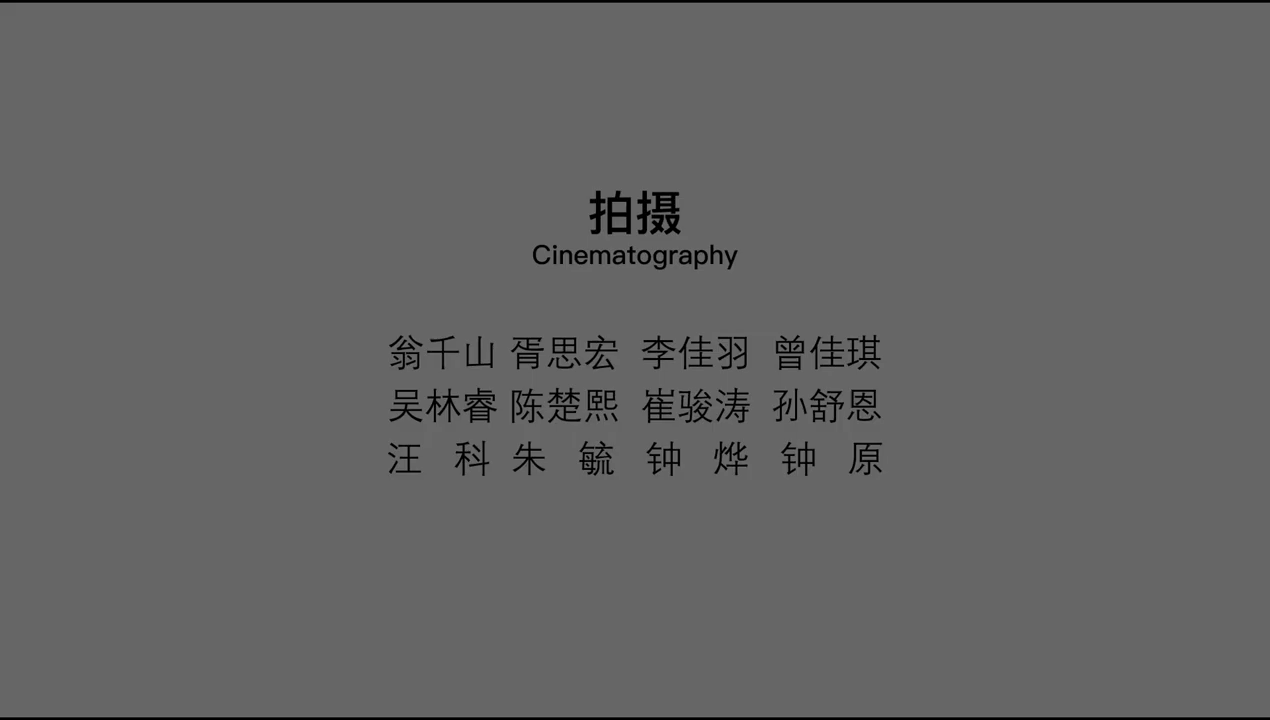 拍摄
Cinematography
翁千山 胥思宏 李佳羽 曾佳琪
吴林睿 陈楚熙 崔骏涛 孙舒恩
汪 科 朱 毓 钟 烨 钟 原